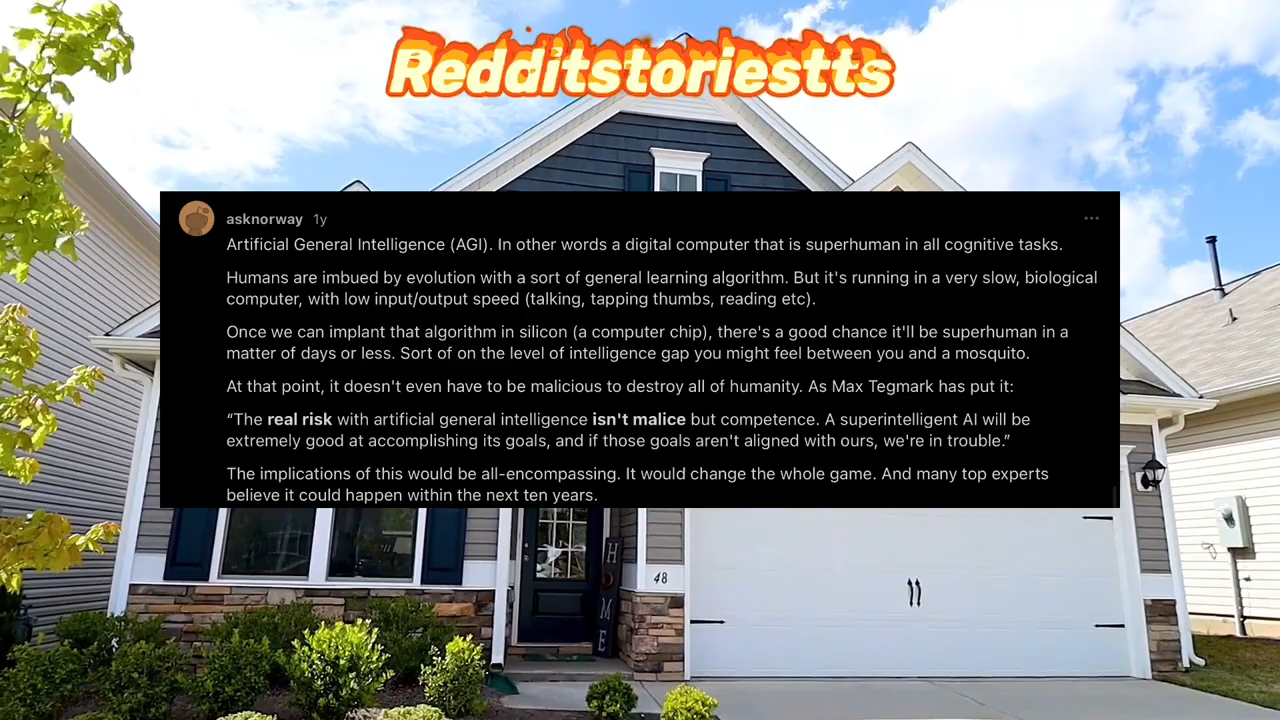 Redditstoriestts
asknorway 1y
Artificial General Intelligence (AGI). In other words a digital computer that is superhuman in all cognitive tasks.
Humans are imbued by evolution with a sort of general learning algorithm. But it's running in a very slow, biological
computer, with low input/output speed (talking, tapping thumbs, reading etc).
Once we can implant that algorithm in silicon (a computer chip), there's a good chance it'll be superhuman in a
matter of days or less. Sort of on the level of intelligence gap you might feel between you and a mosquito.
At that point, it doesn't even have to be malicious to destroy all of humanity. As Max Tegmark has put it:
“The real risk with artificial general intelligence isn't malice but competence. A superintelligent AI will be
extremely good at accomplishing its goals, and if those goals aren't aligned with ours, we're in trouble.”
The implications of this would be all-encompassing. It would change the whole game. And many top experts
believe it could happen within the next ten years.
HOME
48